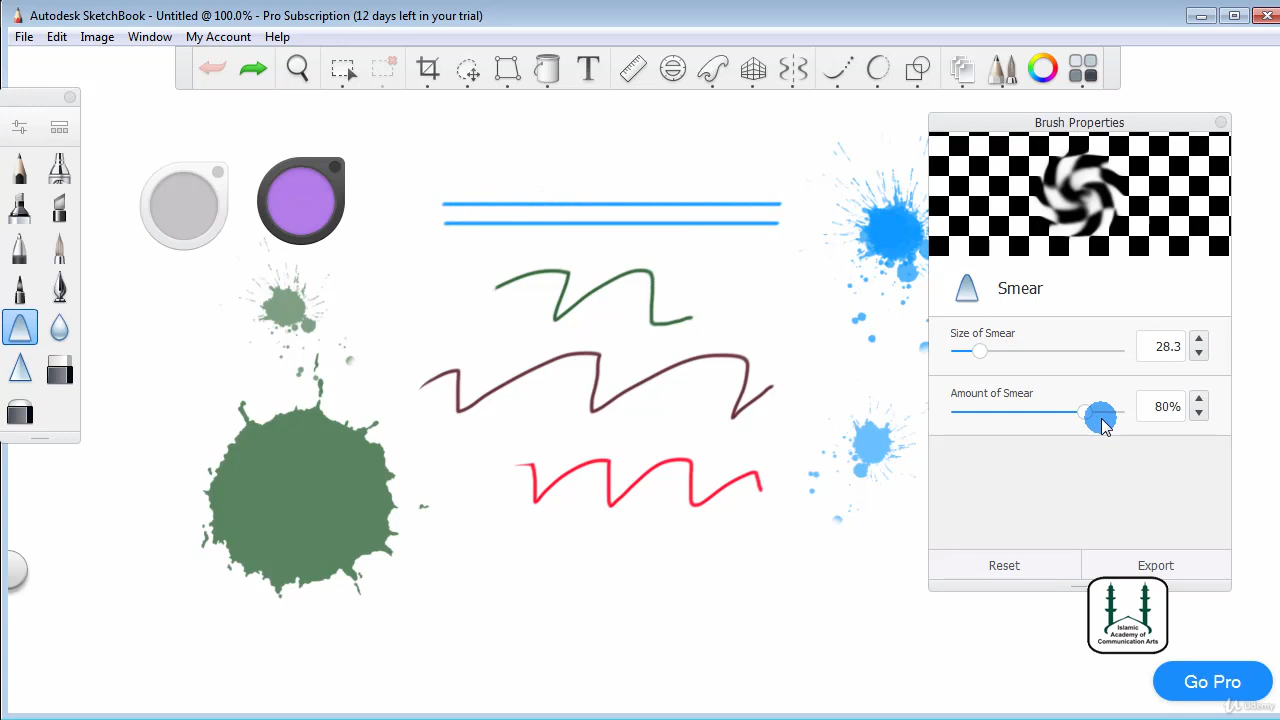 Autodesk SketchBook - Untitled @ 100.0% - Pro Subscription (12 days left in your trial)
File Edit Image Window My Account Help
T
Brush Properties
Smear
Size of Smear
28.3
Amount of Smear
80%
Reset Export
Islamic
Academy of
Communication Arts
Go Pro
Udemy